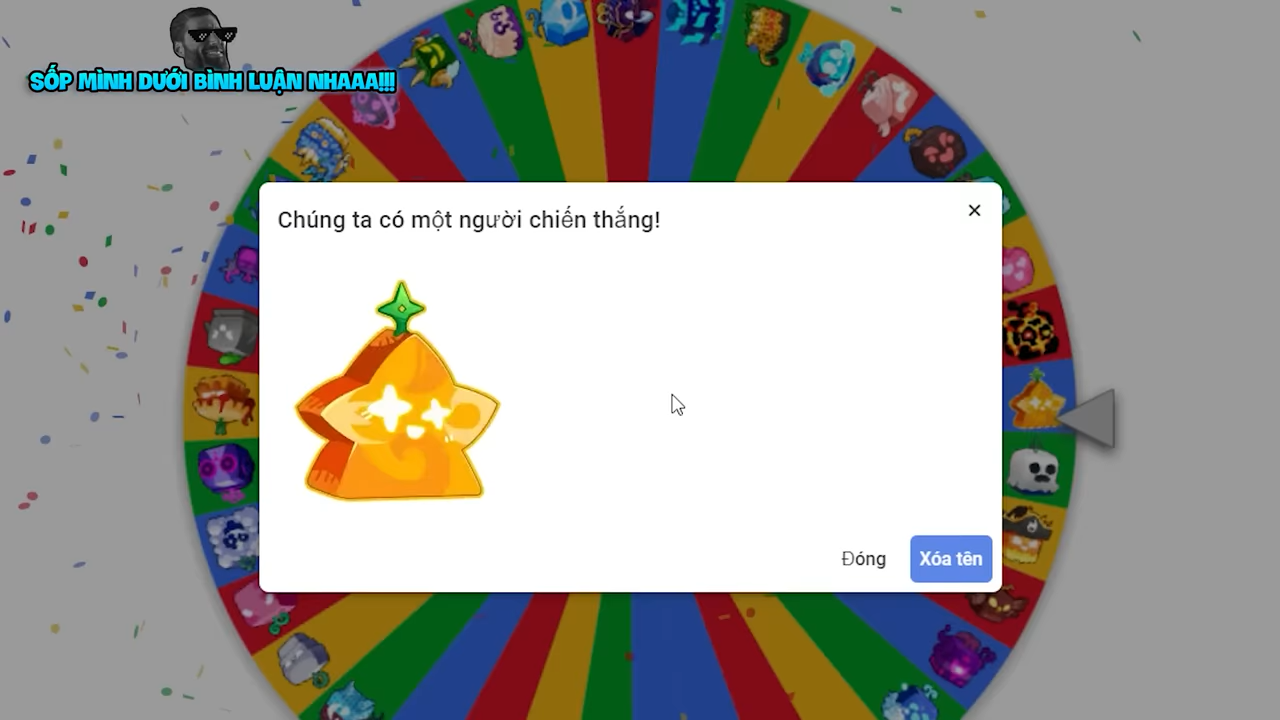 SỐP MÌNH DƯỚI BÌNH LUẬN NHAAA!!!
Chúng ta có một người chiến thắng!
Đóng
Xóa tên